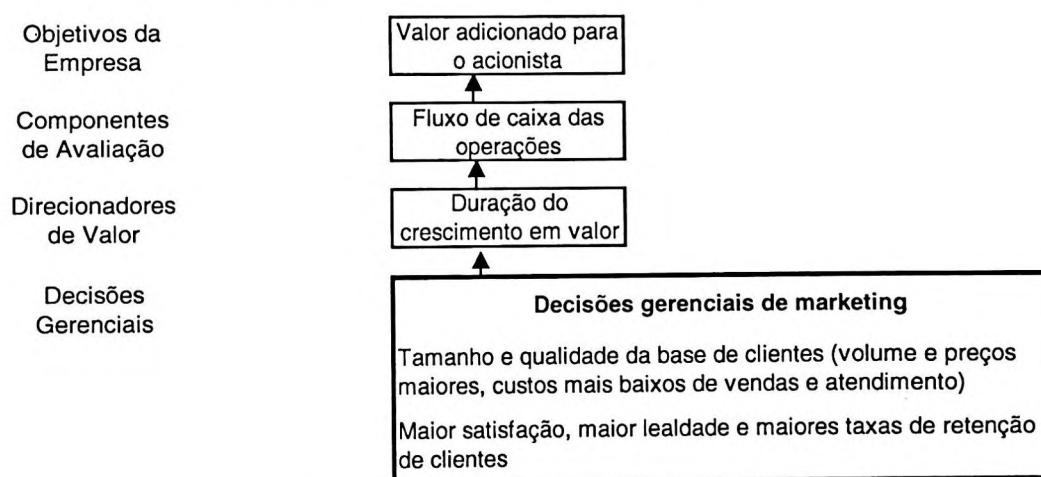 Objetivos da
Empresa
Valor adicionado para
o acionista
Componentes
de Avaliação
Fluxo de caixa das
operações
Direcionadores
de Valor
Duração do
crescimento em valor
Decisões
Gerenciais
Decisões gerenciais de marketing
Tamanho e qualidade da base de clientes (volume e preços
maiores, custos mais baixos de vendas e atendimento)
Maior satisfação, maior lealdade e maiores taxas de retenção
de clientes